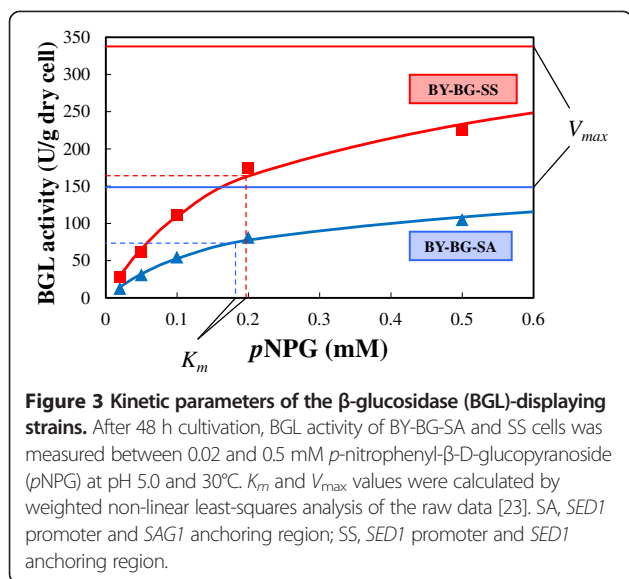 350
300
250
200
150
100
50
0
BGL activity (U/g dry cell)
BY-BG-SS
BY-BG-SA
Vmax
0 0.1 0.2 0.3 0.4 0.5 0.6
Km
pNPG (mM)
Figure 3 Kinetic parameters of the β-glucosidase (BGL)-displaying
strains. After 48 h cultivation, BGL activity of BY-BG-SA and SS cells was
measured between 0.02 and 0.5 mM p-nitrophenyl-β-D-glucopyranoside
(pNPG) at pH 5.0 and 30°C. Km and Vmax values were calculated by
weighted non-linear least-squares analysis of the raw data [23]. SA, SED1
promoter and SAG1 anchoring region; SS, SED1 promoter and SED1
anchoring region.